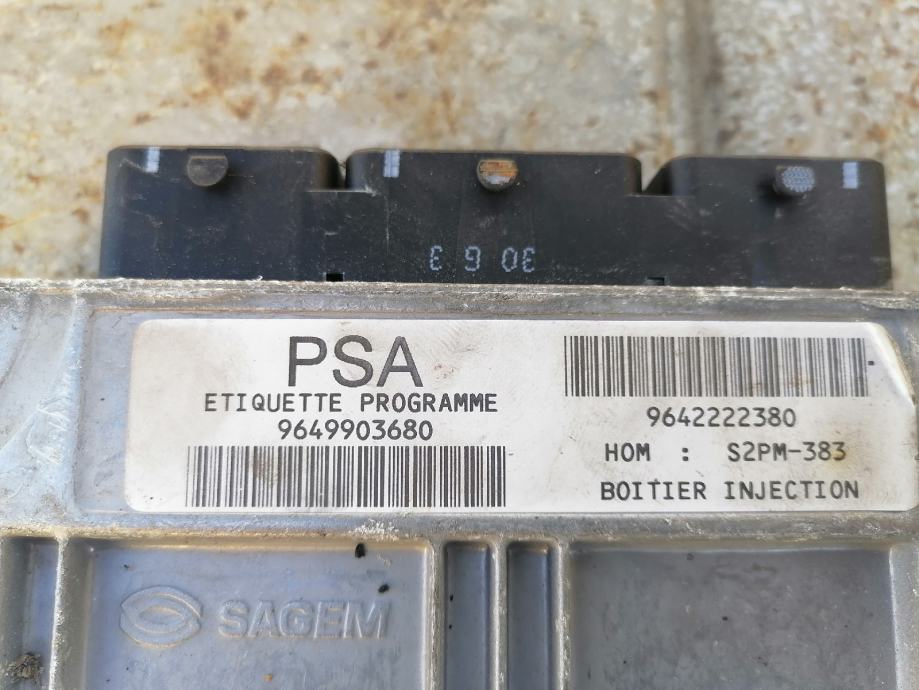 30 6 3
PSA
ETIQUETTE PROGRAMME
9649903680
9642222380
HOM : S2PM-383
BOITIER INJECTION
SAGEM